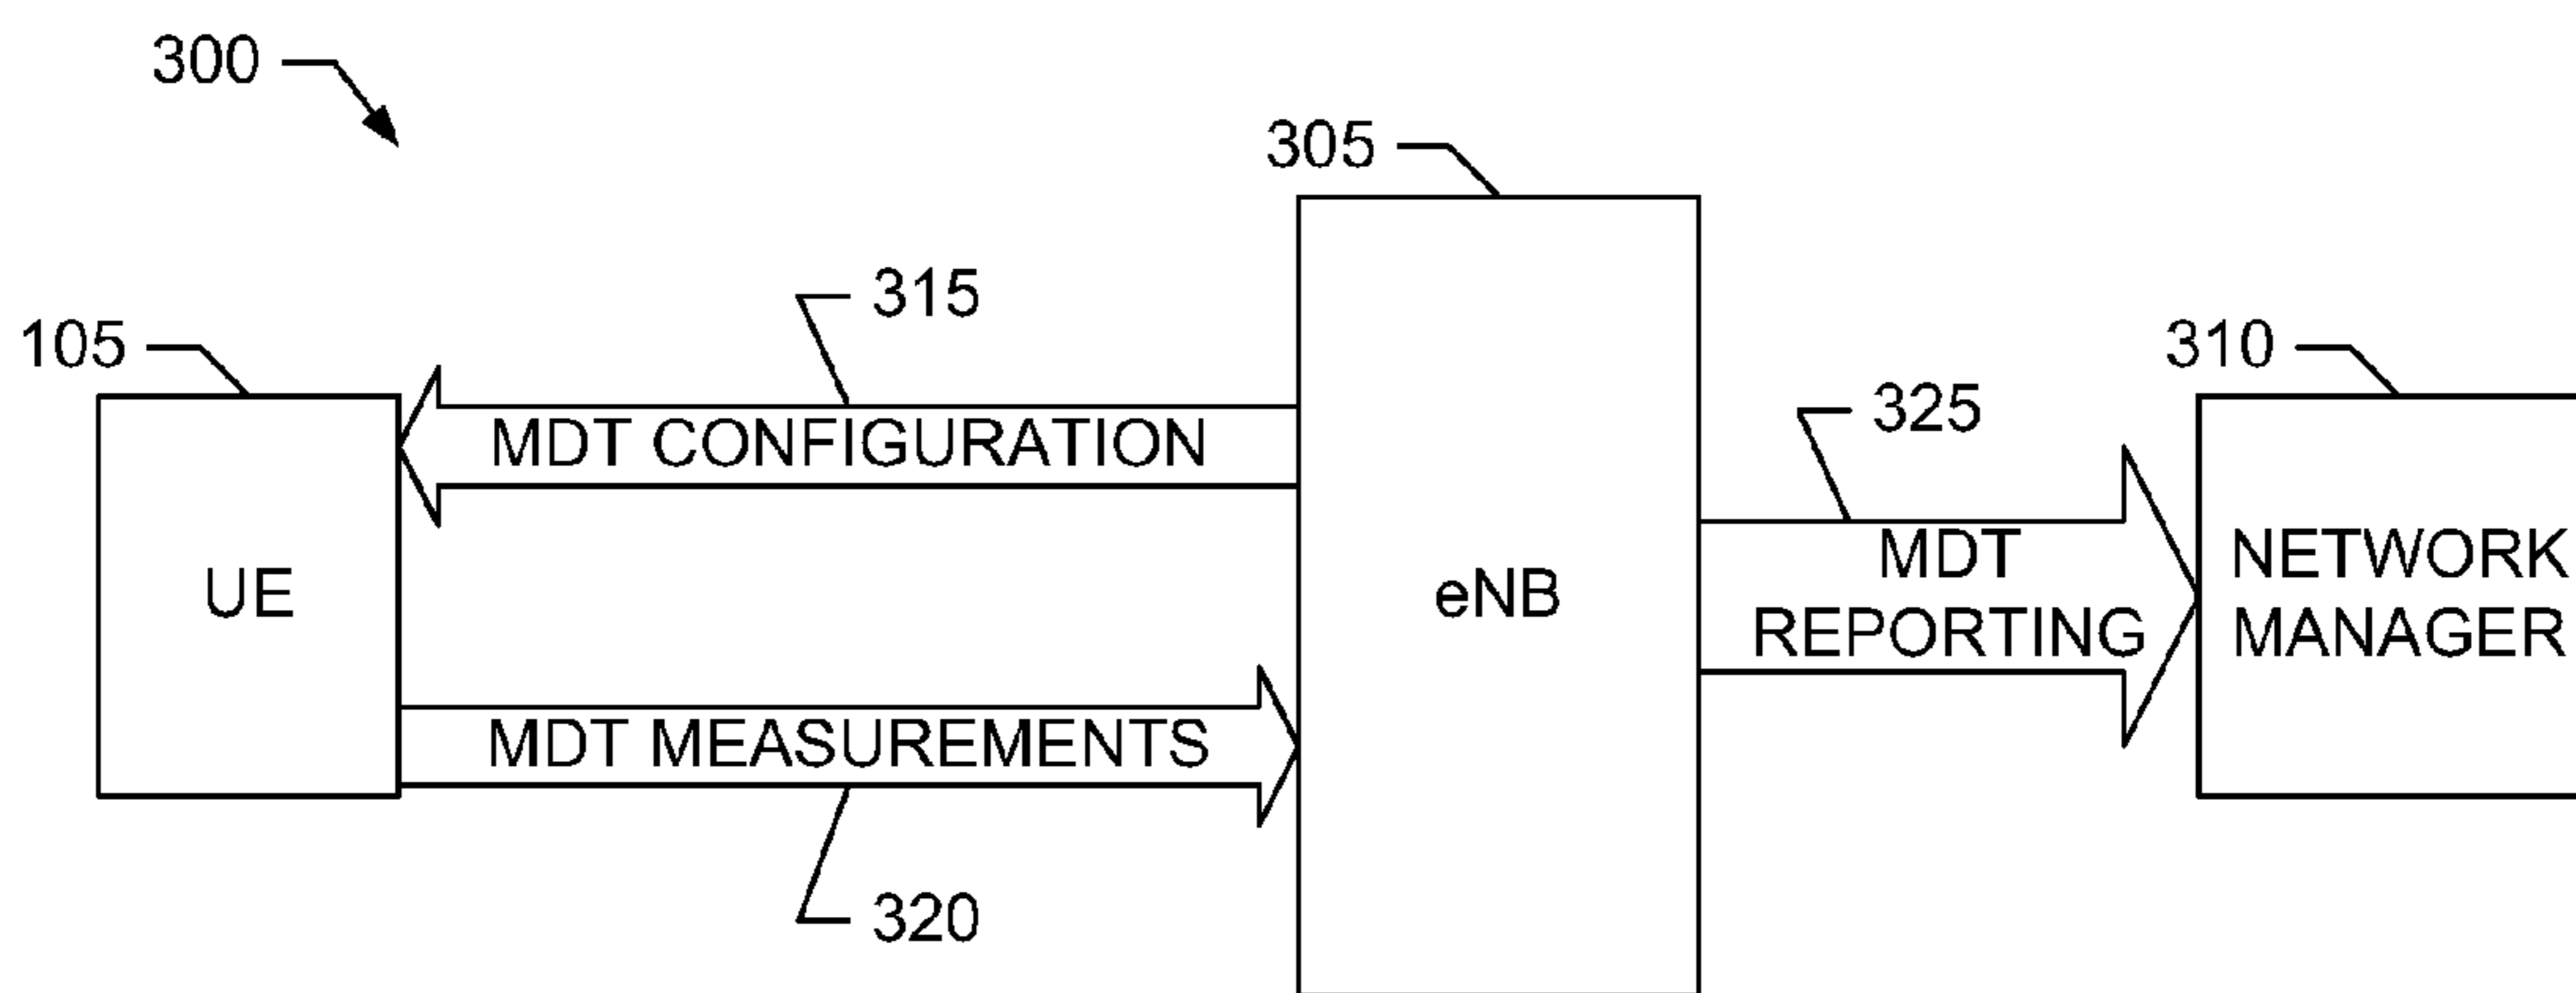 300
305
315
105
310
325
MDT CONFIGURATION
UE
eNB
MDT
REPORTING
NETWORK
MANAGER
MDT MEASUREMENTS
320